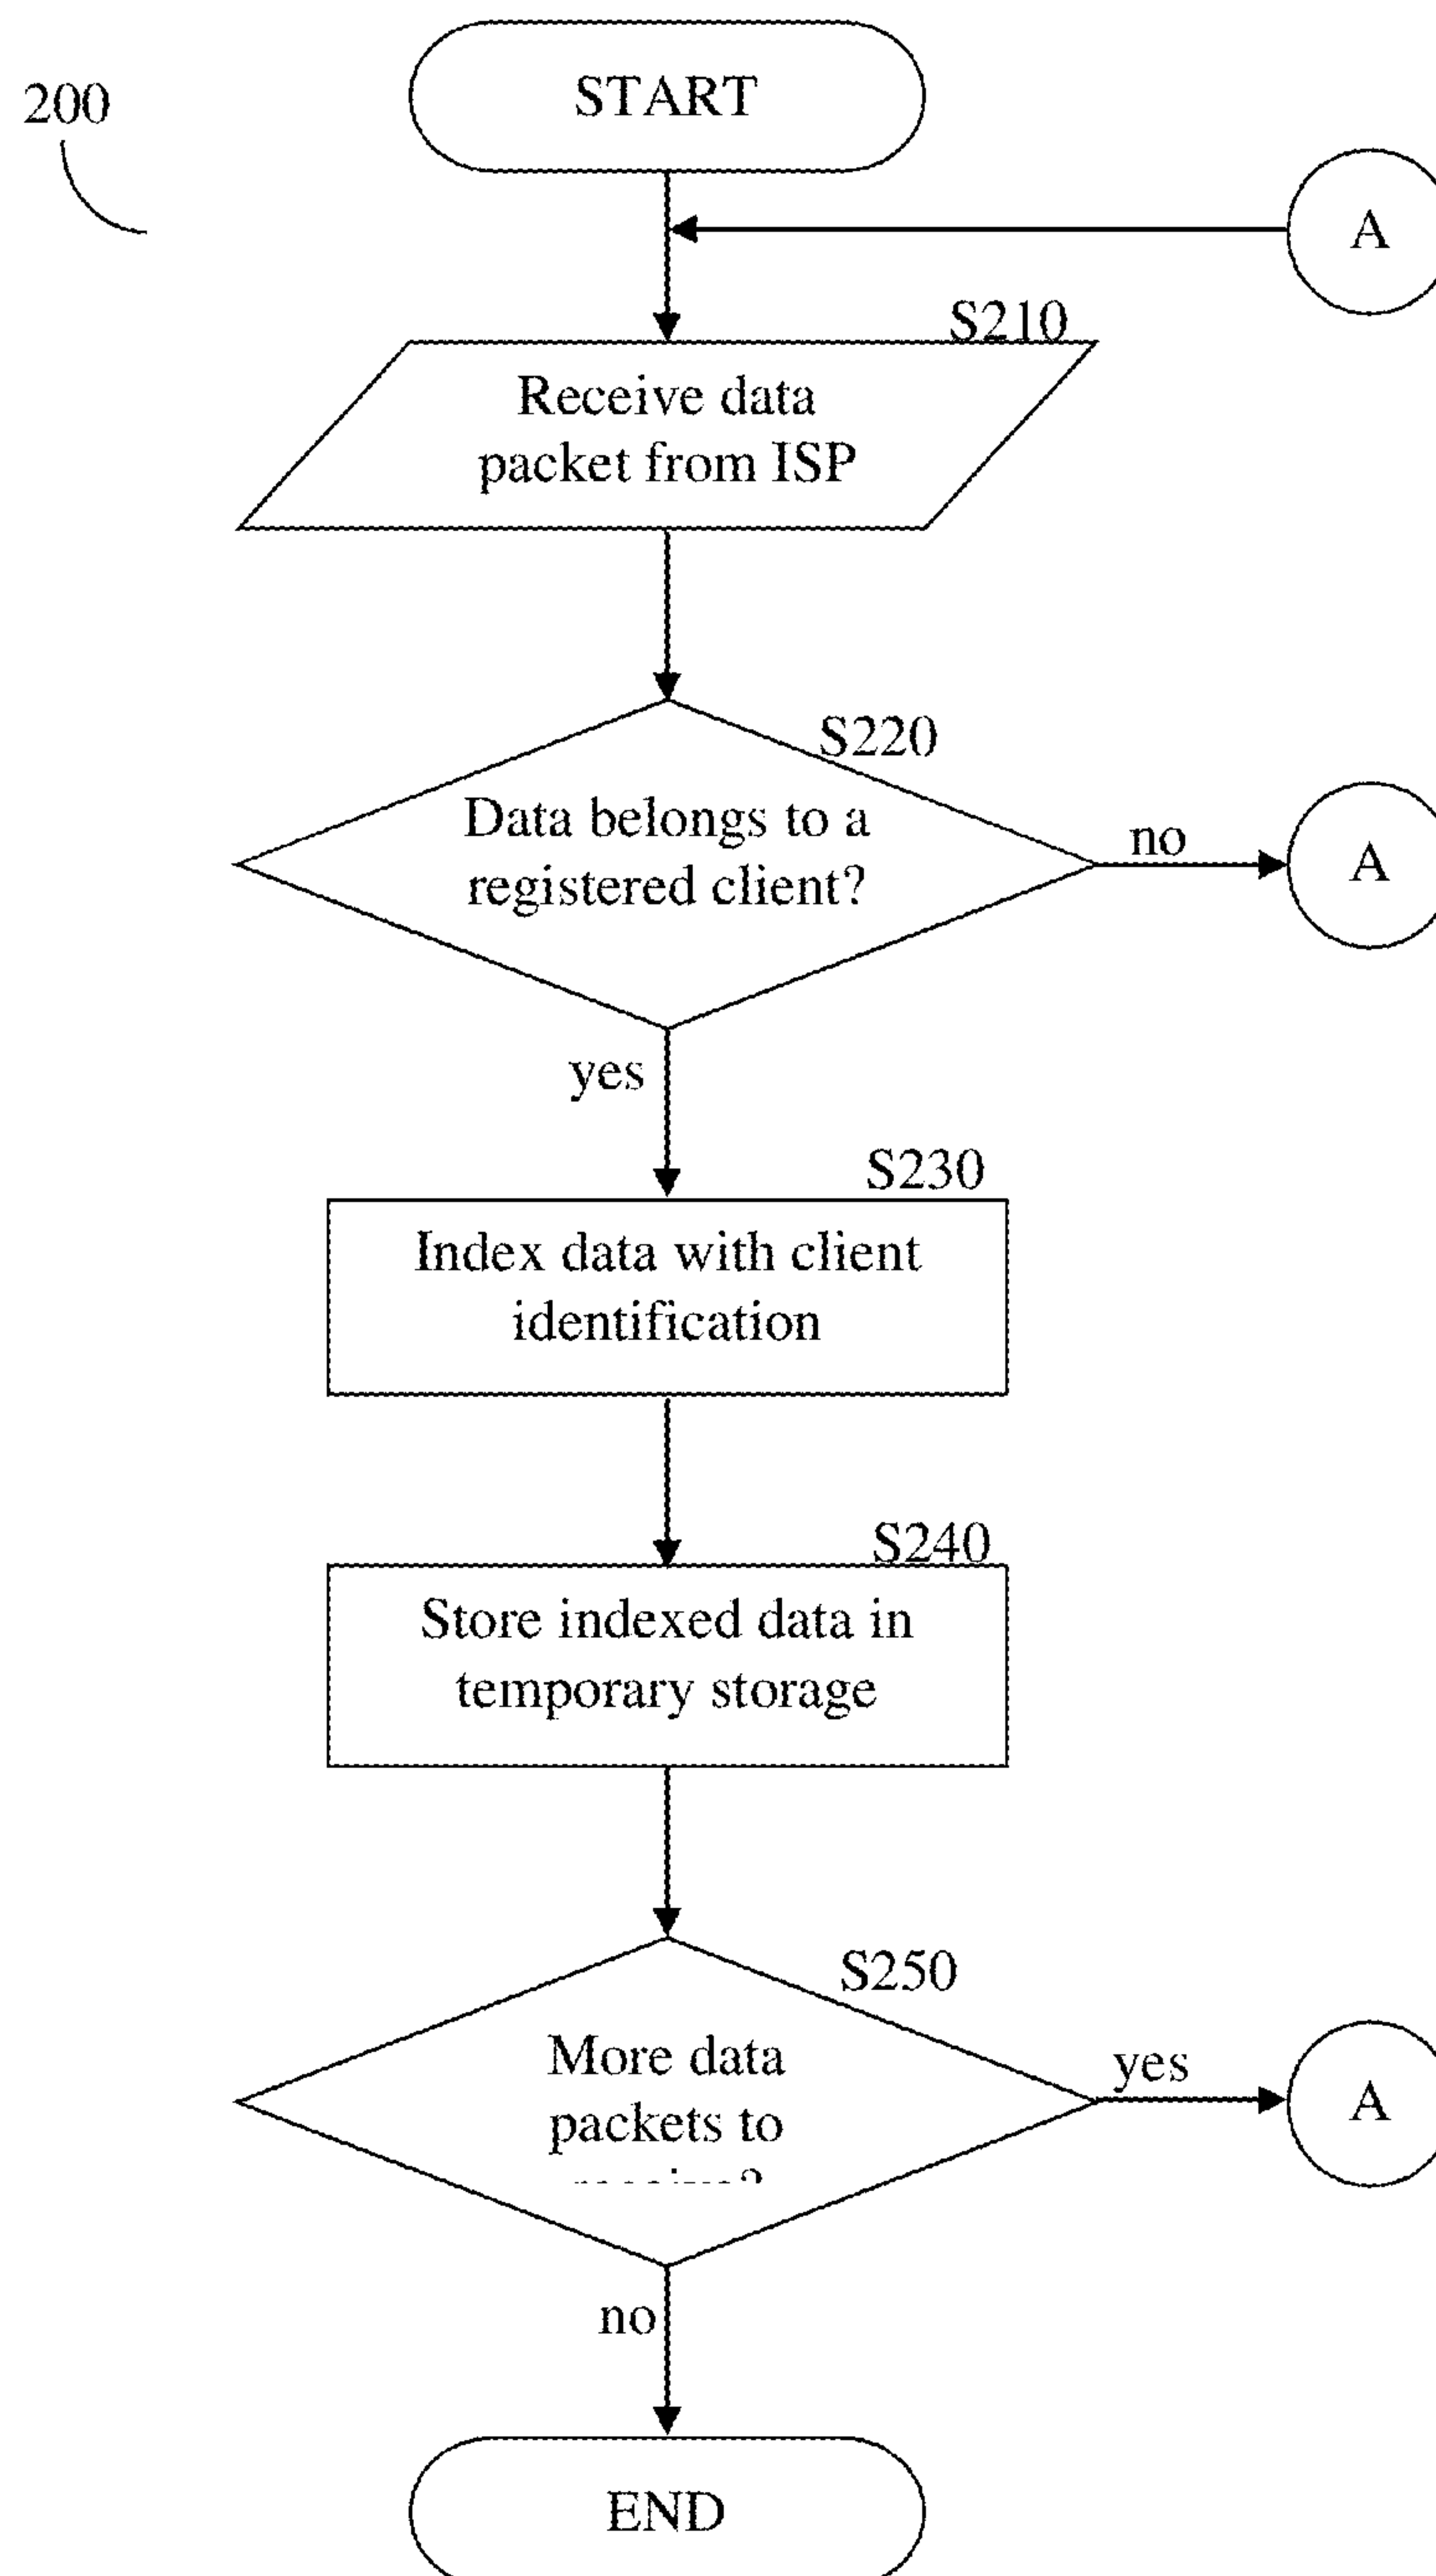 200
START
A
S210
Receive data
packet from ISP
S220
Data belongs to a
registered client?
no
A
yes
S230
Index data with client
identification
S240
Store indexed data in
temporary storage
S250
More data
packets to
yes
A
no
END